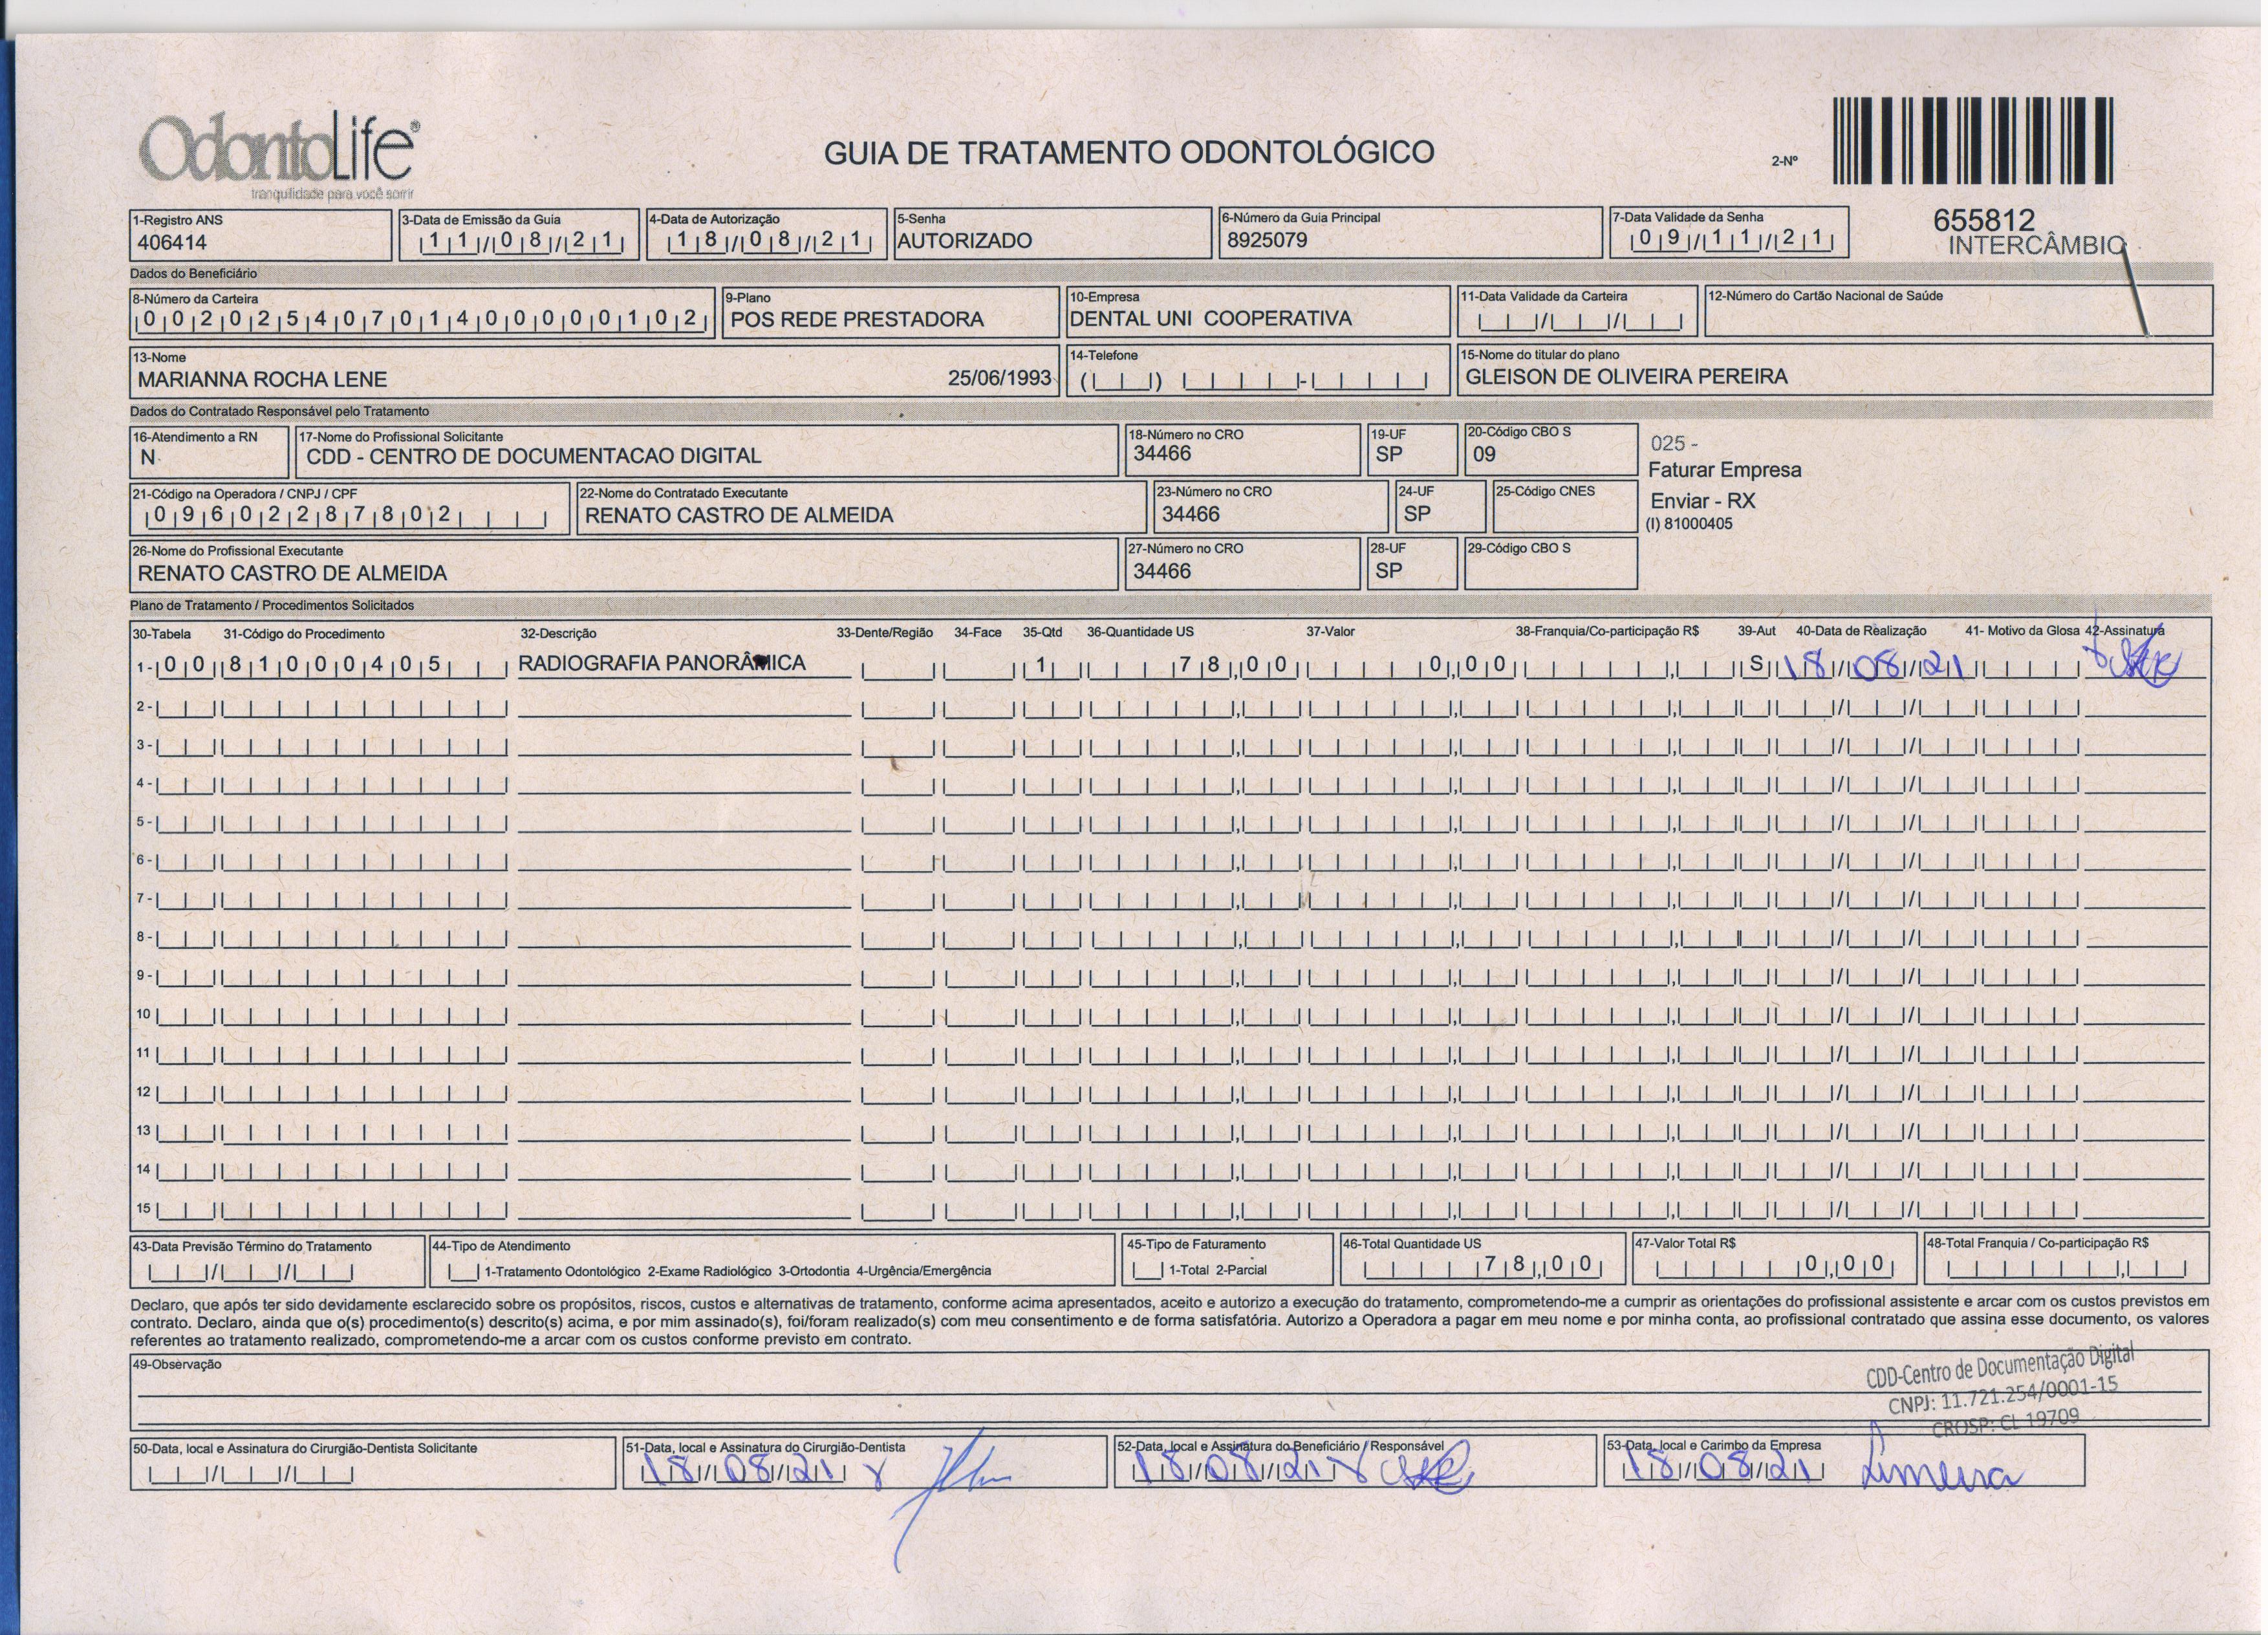 OdontoLife®
tranquilidade para você sorrir
GUIA DE TRATAMENTO ODONTOLÓGICO
2-Nº
655812
INTERCÂMBIO
1-Registro ANS
406414
3-Data de Emissão da Guia
11/08/21
4-Data de Autorização
18/08/21
5-Senha
AUTORIZADO
6-Número da Guia Principal
8925079
7-Data Validade da Senha
09/11/21
Dados do Beneficiário
8-Número da Carteira
00202540701400000102
9-Plano
POS REDE PRESTADORA
10-Empresa
DENTAL UNI COOPERATIVA
11-Data Validade da Carteira
12-Número do Cartão Nacional de Saúde
13-Nome
MARIANNA ROCHA LENE 25/06/1993
14-Telefone
15-Nome do titular do plano
GLEISON DE OLIVEIRA PEREIRA
Dados do Contratado Responsável pelo Tratamento
16-Atendimento a RN
N
17-Nome do Profissional Solicitante
CDD - CENTRO DE DOCUMENTACAO DIGITAL
18-Número no CRO
34466
19-UF
SP
20-Código CBO S
09
025 -
Faturar Empresa
Enviar - RX
(I) 81000405
21-Código na Operadora / CNPJ / CPF
09602287802
22-Nome do Contratado Executante
RENATO CASTRO DE ALMEIDA
23-Número no CRO
34466
24-UF
SP
25-Código CNES
26-Nome do Profissional Executante
RENATO CASTRO DE ALMEIDA
27-Número no CRO
34466
28-UF
SP
29-Código CBO S
Plano de Tratamento / Procedimentos Solicitados
30-Tabela 31-Código do Procedimento 32-Descrição 33-Dente/Região 34-Face 35-Qtd 36-Quantidade US 37-Valor 38-Franquia/Co-participação R$ 39-Aut 40-Data de Realização 41- Motivo da Glosa 42-Assinatura
1- 00 81000405 RADIOGRAFIA PANORÂMICA 1 78,00 0,00 S 18/08/21
2-
3-
4-
5-
6-
7-
8-
9-
10
11
12
13
14
15
43-Data Previsão Término do Tratamento
44-Tipo de Atendimento
1-Tratamento Odontológico 2-Exame Radiológico 3-Ortodontia 4-Urgência/Emergência
45-Tipo de Faturamento
1-Total 2-Parcial
46-Total Quantidade US
78,00
47-Valor Total R$
0,00
48-Total Franquia / Co-participação R$
Declaro, que após ter sido devidamente esclarecido sobre os propósitos, riscos, custos e alternativas de tratamento, conforme acima apresentados, aceito e autorizo a execução do tratamento, comprometendo-me a cumprir as orientações do profissional assistente e arcar com os custos previstos em
contrato. Declaro, ainda que o(s) procedimento(s) descrito(s) acima, e por mim assinado(s), foi/foram realizado(s) com meu consentimento e de forma satisfatória. Autorizo a Operadora a pagar em meu nome e por minha conta, ao profissional contratado que assina esse documento, os valores
referentes ao tratamento realizado, comprometendo-me a arcar com os custos conforme previsto em contrato.
49-Observação
CDD-Centro de Documentação Digital
CNPJ: 11.721.254/0001-15
CROSP: CL 19709
50-Data, local e Assinatura do Cirurgião-Dentista Solicitante
51-Data, local e Assinatura do Cirurgião-Dentista
18/08/21
52-Data, local e Assinatura do Beneficiário / Responsável
18/08/21
53-Data, local e Carimbo da Empresa
18/08/21 Limeira